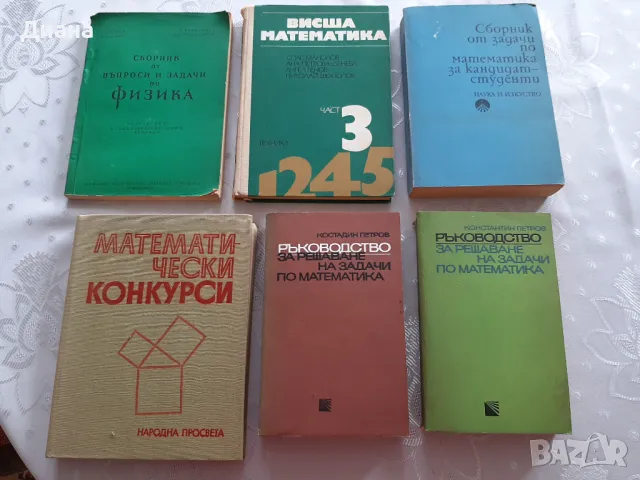 Диана
СБОРНИК
ОТ
ВЪПРОСИ И ЗАДАЧИ
ПО
ФИЗИКА
ВИСША
МАТЕМАТИКА
ЧАСТ
3
1245
ТЕХНИКА
Сборник
от задачи
по
математика
за кандидат-
студенти
НАУКА И ИЗКУСТВО
МАТЕМАТИ-
ЧЕСКИ
КОНКУРСИ
НАРОДНА ПРОСВЕТА
КОСТАДИН ПЕТРОВ
РЪКОВОДСТВО
ЗА РЕШАВАНЕ
НА ЗАДАЧИ
ПО МАТЕМАТИКА
КОНСТАНТИН ПЕТРОВ
РЪКОВОДСТВО
ЗА РЕШАВАНЕ
НА ЗАДАЧИ
ПО МАТЕМАТИКА
BAZAR
bg